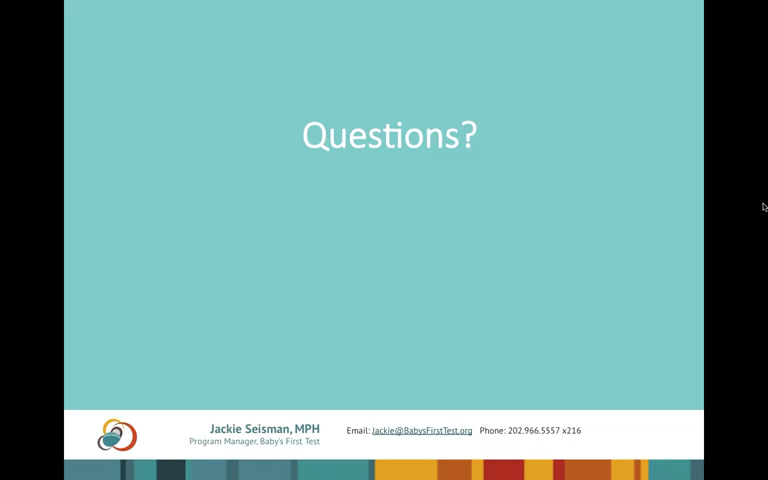 Questions?
Jackie Seisman, MPH
Program Manager, Baby's First Test
Email: Jackie@BabysFirstTest.org Phone: 202.966.5557 x216